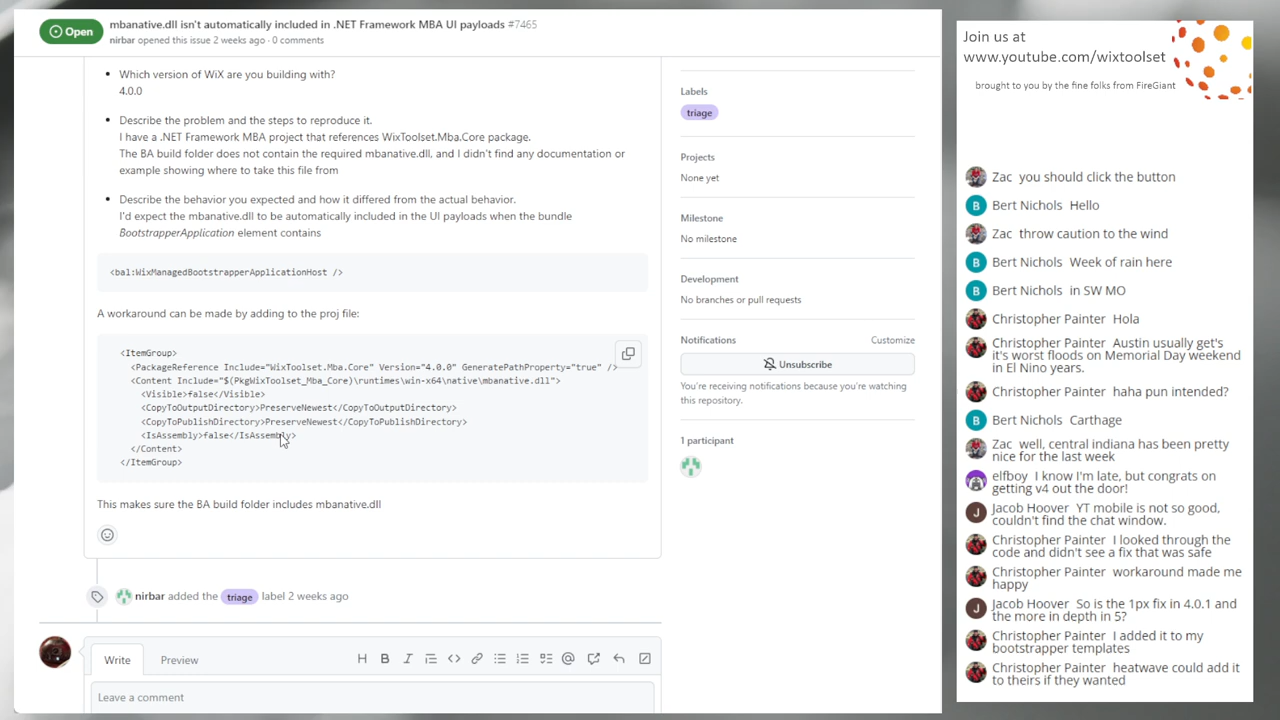 Open
mbanative.dll isn't automatically included in .NET Framework MBA UI payloads #7465
nirbar opened this issue 2 weeks ago · 0 comments
• Which version of WiX are you building with?
4.0.0
• Describe the problem and the steps to reproduce it.
I have a .NET Framework MBA project that references WixToolset.Mba.Core package.
The BA build folder does not contain the required mbanative.dll, and I didn't find any documentation or
example showing where to take this file from
• Describe the behavior you expected and how it differed from the actual behavior.
I'd expect the mbanative.dll to be automatically included in the UI payloads when the bundle
BootstrapperApplication element contains
<bal:WixManagedBootstrapperApplicationHost />
A workaround can be made by adding to the proj file:
<ItemGroup>
<PackageReference Include="WixToolset.Mba.Core" Version="4.0.0" GeneratePathProperty="true" />
<Content Include="$(PkgWixToolset_Mba_Core)\runtimes\win-x64\native\mbanative.dll">
<Visible>false</Visible>
<CopyToOutputDirectory>PreserveNewest</CopyToOutputDirectory>
<CopyToPublishDirectory>PreserveNewest</CopyToPublishDirectory>
<IsAssembly>false</IsAssembly>
</Content>
</ItemGroup>
This makes sure the BA build folder includes mbanative.dll
nirbar added the triage label 2 weeks ago
Write
Preview
Leave a comment
Labels
triage
Projects
None yet
Milestone
No milestone
Development
No branches or pull requests
Notifications
Customize
Unsubscribe
You're receiving notifications because you're watching
this repository.
1 participant
Join us at
www.youtube.com/wixtoolset
brought to you by the fine folks from FireGiant
Zac you should click the button
B Bert Nichols Hello
Zac throw caution to the wind
B Bert Nichols Week of rain here
B Bert Nichols in SW MO
Christopher Painter Hola
Christopher Painter Austin usually get's
it's worst floods on Memorial Day weekend
in El Nino years.
Christopher Painter haha pun intended?
B Bert Nichols Carthage
Zac well, central indiana has been pretty
nice for the last week
elfboy I know I'm late, but congrats on
getting v4 out the door!
J Jacob Hoover YT mobile is not so good,
couldn't find the chat window.
Christopher Painter I looked through the
code and didn't see a fix that was safe
Christopher Painter workaround made me
happy
J Jacob Hoover So is the 1px fix in 4.0.1 and
the more in depth in 5?
Christopher Painter I added it to my
bootstrapper templates
Christopher Painter heatwave could add it
to theirs if they wanted